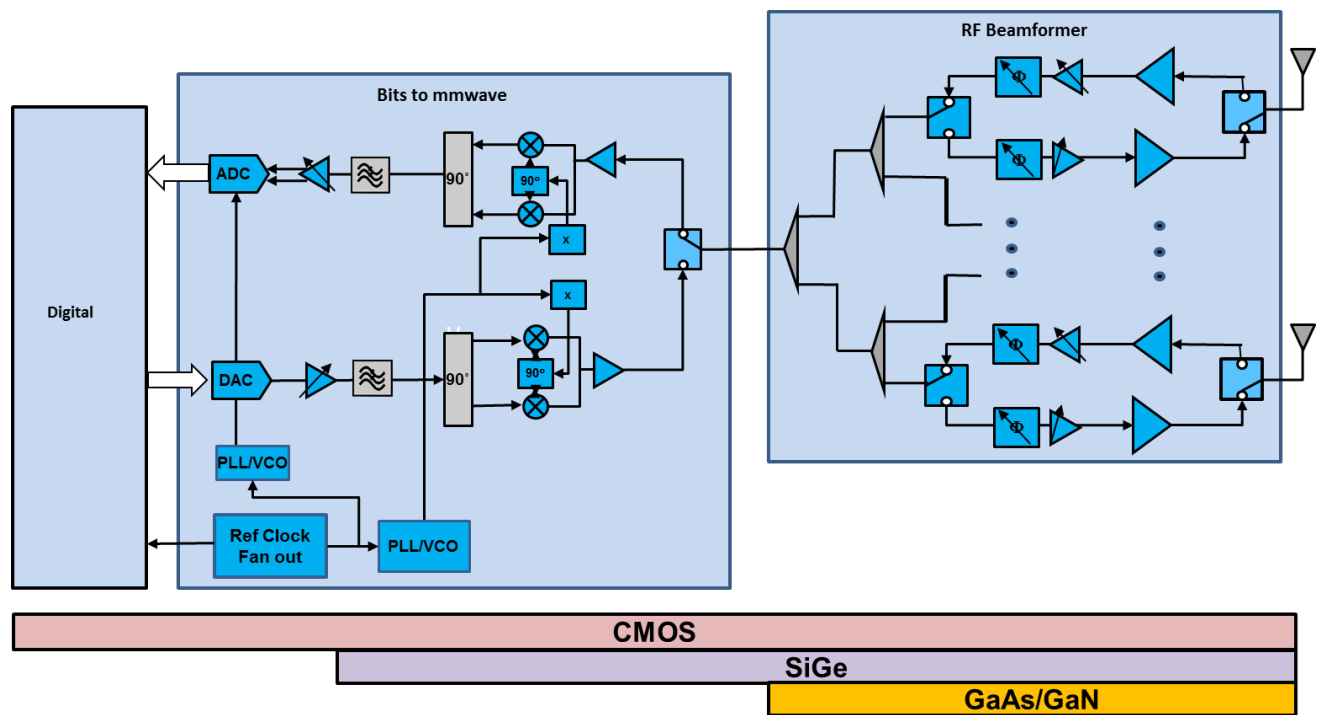 RF Beamformer
Bits to mmwave
Φ
Φ
ADC
90°
90°
x
Digital
x
90°
90°
DAC
Φ
Φ
PLL/VCO
Ref Clock
Fan out
PLL/VCO
CMOS
SiGe
GaAs/GaN